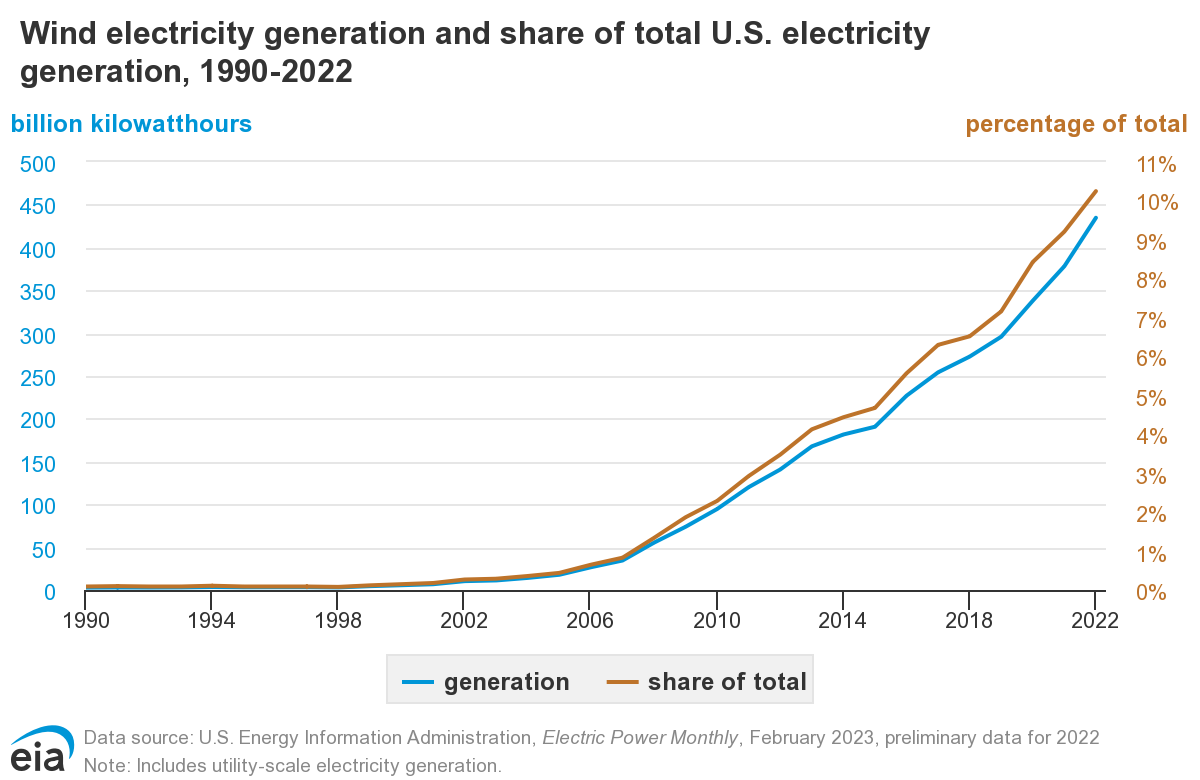 Wind electricity generation and share of total U.S. electricity
generation, 1990-2022
billion kilowatthours
percentage of total
500
450
400
350
300
250
200
150
100
50
0
11%
10%
9%
8%
7%
6%
5%
4%
3%
2%
1%
0%
1990 1994 1998 2002 2006 2010 2014 2018 2022
generation share of total
eia
Data source: U.S. Energy Information Administration, Electric Power Monthly, February 2023, preliminary data for 2022
Note: Includes utility-scale electricity generation.